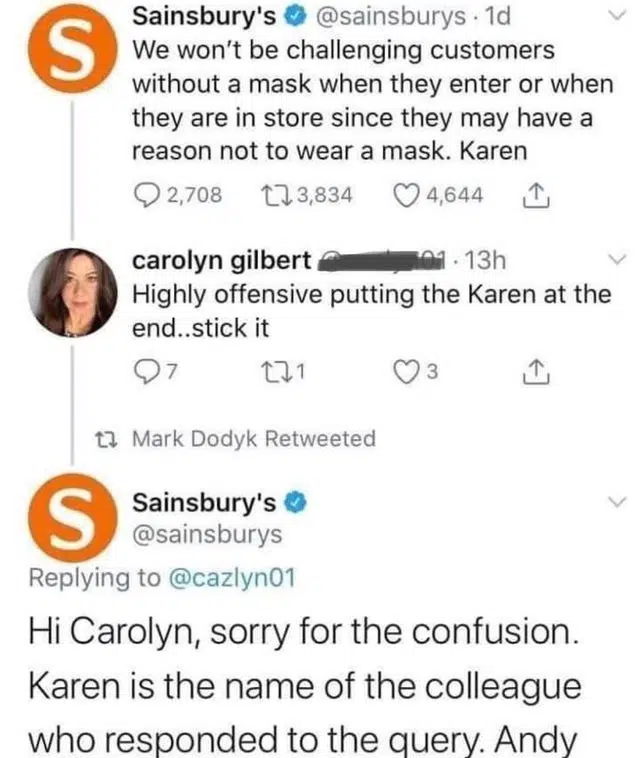 Sainsbury's @sainsburys · 1d
We won't be challenging customers
without a mask when they enter or when
they are in store since they may have a
reason not to wear a mask. Karen
2,708 3,834 4,644
carolyn gilbert 01 · 13h
Highly offensive putting the Karen at the
end..stick it
7 1 3
Mark Dodyk Retweeted
S Sainsbury's
@sainsburys
Replying to @cazlyn01
Hi Carolyn, sorry for the confusion.
Karen is the name of the colleague
who responded to the query. Andy